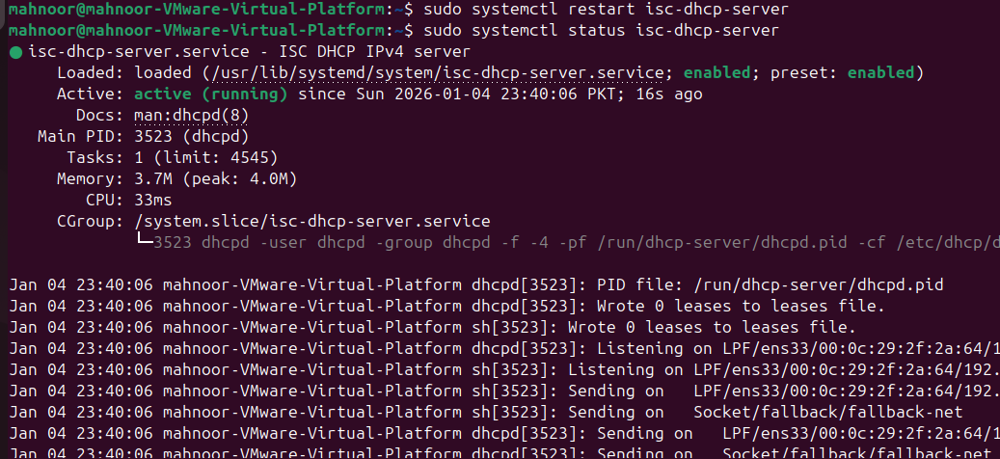 mahnoor@mahnoor-VMware-Virtual-Platform:~$ sudo systemctl restart isc-dhcp-server
mahnoor@mahnoor-VMware-Virtual-Platform:~$ sudo systemctl status isc-dhcp-server
● isc-dhcp-server.service - ISC DHCP IPv4 server
Loaded: loaded (/usr/lib/systemd/system/isc-dhcp-server.service; enabled; preset: enabled)
Active: active (running) since Sun 2026-01-04 23:40:06 PKT; 16s ago
Docs: man:dhcpd(8)
Main PID: 3523 (dhcpd)
Tasks: 1 (limit: 4545)
Memory: 3.7M (peak: 4.0M)
CPU: 33ms
CGroup: /system.slice/isc-dhcp-server.service
└─3523 dhcpd -user dhcpd -group dhcpd -f -4 -pf /run/dhcp-server/dhcpd.pid -cf /etc/dhcp/d
Jan 04 23:40:06 mahnoor-VMware-Virtual-Platform dhcpd[3523]: PID file: /run/dhcp-server/dhcpd.pid
Jan 04 23:40:06 mahnoor-VMware-Virtual-Platform dhcpd[3523]: Wrote 0 leases to leases file.
Jan 04 23:40:06 mahnoor-VMware-Virtual-Platform sh[3523]: Wrote 0 leases to leases file.
Jan 04 23:40:06 mahnoor-VMware-Virtual-Platform dhcpd[3523]: Listening on LPF/ens33/00:0c:29:2f:2a:64/1
Jan 04 23:40:06 mahnoor-VMware-Virtual-Platform sh[3523]: Listening on LPF/ens33/00:0c:29:2f:2a:64/192.
Jan 04 23:40:06 mahnoor-VMware-Virtual-Platform sh[3523]: Sending on   LPF/ens33/00:0c:29:2f:2a:64/192.
Jan 04 23:40:06 mahnoor-VMware-Virtual-Platform sh[3523]: Sending on   Socket/fallback/fallback-net
Jan 04 23:40:06 mahnoor-VMware-Virtual-Platform dhcpd[3523]: Sending on   LPF/ens33/00:0c:29:2f:2a:64/1
Jan 04 23:40:06 mahnoor-VMware-Virtual-Platform dhcpd[3523]: Sending on   Socket/fallback/fallback-net